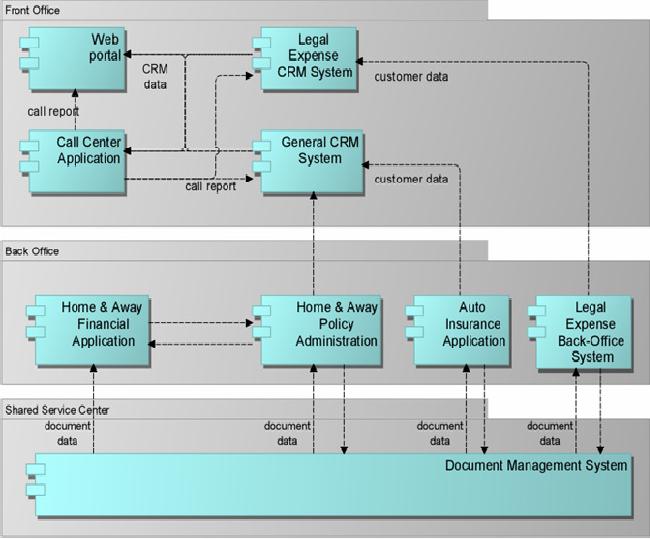 Front Office
Web
portal
Legal
Expense
CRM System
CRM
data
customer data
call report
Call Center
Application
General CRM
System
call report
customer data
Back Office
Home & Away
Financial
Application
Home & Away
Policy
Administration
Auto
Insurance
Application
Legal
Expense
Back-Office
System
Shared Service Center
document
data
document
data
document
data
document
data
Document Management System